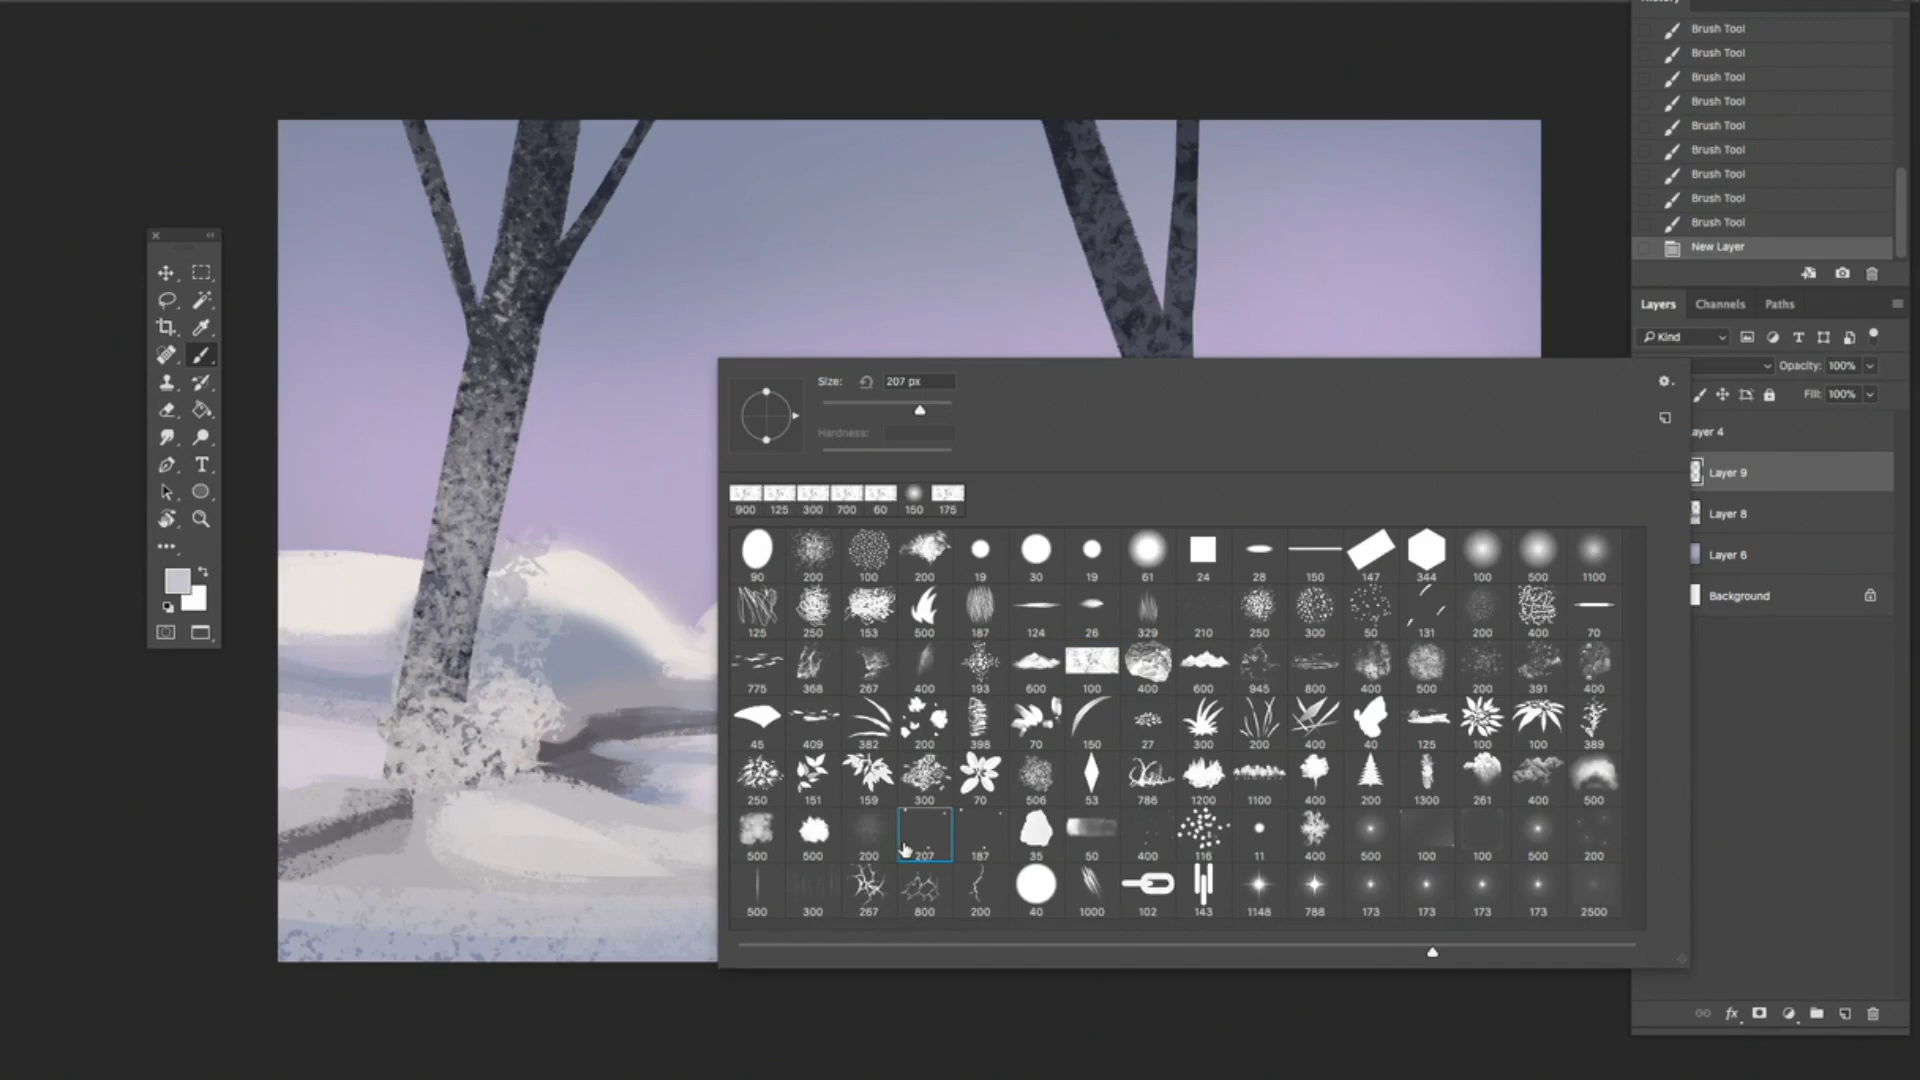 History
Brush Tool
Brush Tool
Brush Tool
Brush Tool
Brush Tool
Brush Tool
Brush Tool
Brush Tool
Brush Tool
New Layer
Layers Channels Paths
Kind
Opacity: 100%
Fill: 100%
ayer 4
Layer 9
Layer 8
Layer 6
Background
Size: 207 px
Hardness:
900 125 300 700 60 150 175
90 200 100 200 19 30 19 61 24 28 150 147 344 100 500 1100
125 250 153 500 187 124 26 329 210 250 300 50 131 200 400 70
775 368 267 400 193 600 100 400 600 945 800 400 500 200 391 400
45 409 382 200 398 70 150 27 300 200 400 40 125 100 100 389
250 151 159 300 70 506 53 786 1200 1100 400 200 1300 261 400 500
500 500 200 207 187 35 50 400 116 11 400 500 100 100 500 200
500 300 267 800 200 40 1000 102 143 1148 788 173 173 173 173 2500
fx